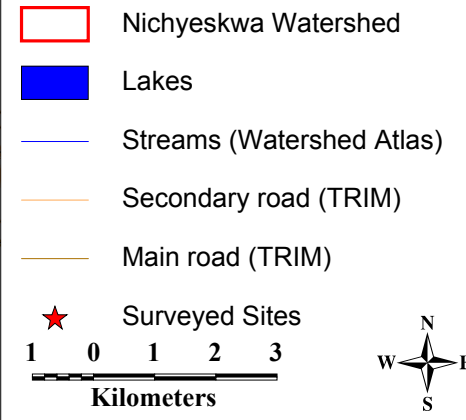 Nichyeskwa Watershed
Lakes
Streams (Watershed Atlas)
Secondary road (TRIM)
Main road (TRIM)
Surveyed Sites
1 0 1 2 3
Kilometers
N
W E
S